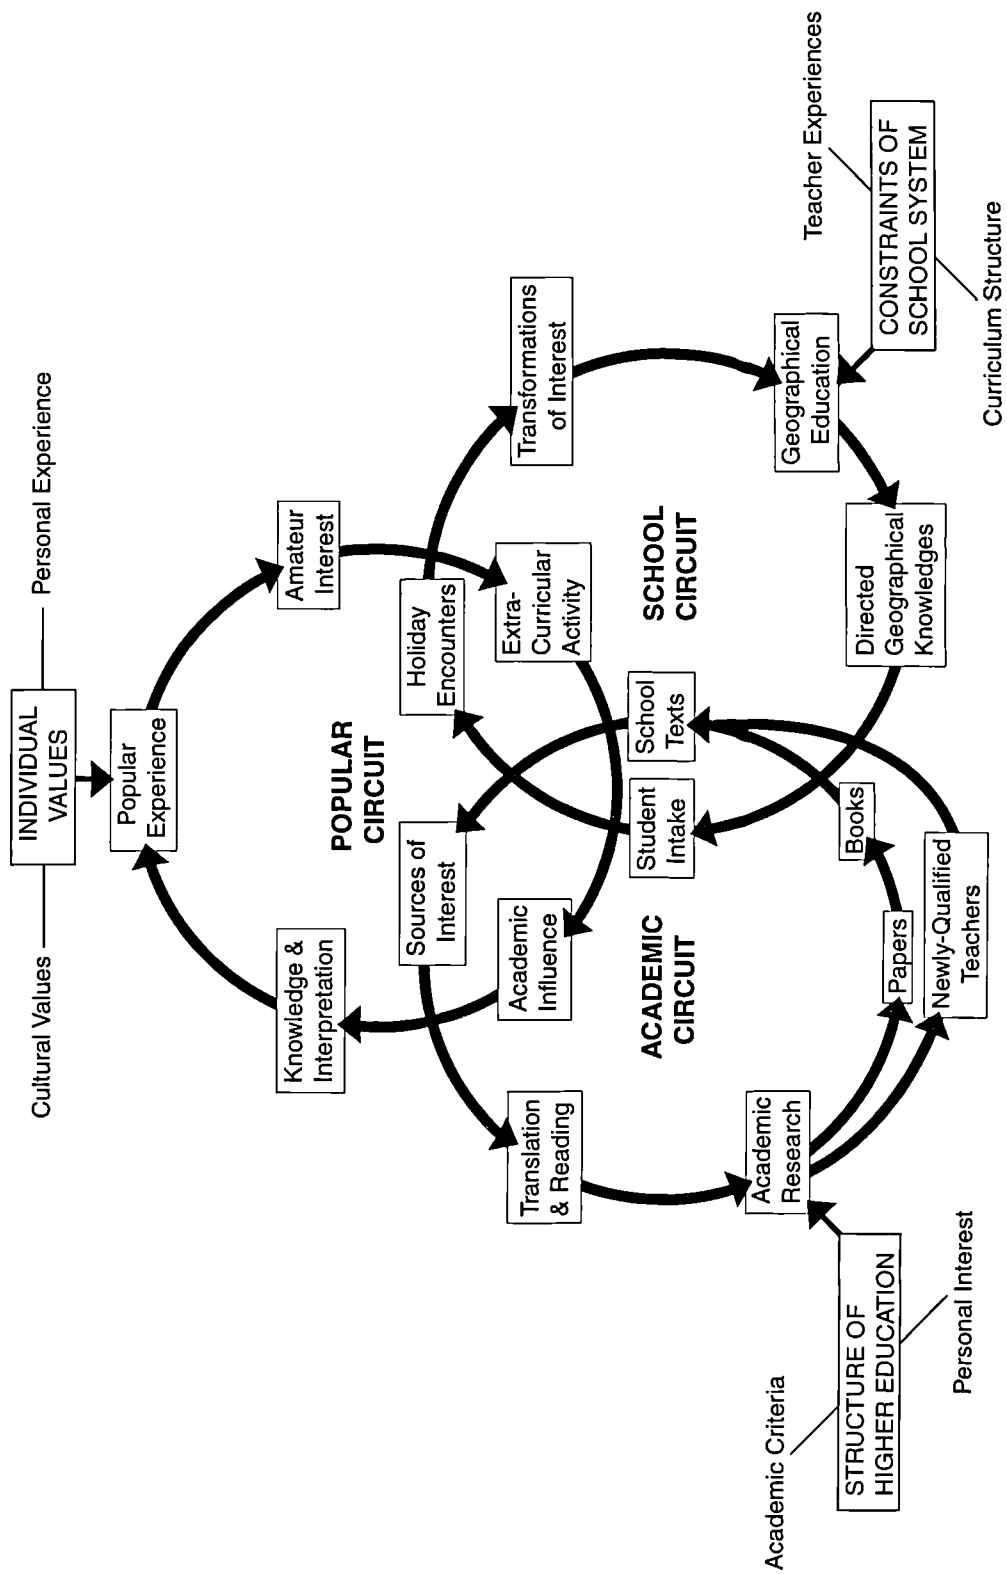 Cultural Values
INDIVIDUAL
VALUES
Personal Experience
Popular
Experience
Knowledge &
Interpretation
Amateur
Interest
POPULAR
CIRCUIT
Sources of
Interest
Holiday
Encounters
Academic
Influence
Extra-
Curricular
Activity
Translation
& Reading
Transformations
of Interest
ACADEMIC
CIRCUIT
Student
Intake
School
Texts
SCHOOL
CIRCUIT
Academic
Research
Geographical
Education
Books
Papers
Directed
Geographical
Knowledges
Newly-Qualified
Teachers
Academic Criteria
STRUCTURE OF
HIGHER EDUCATION
Personal Interest
Teacher Experiences
CONSTRAINTS OF
SCHOOL SYSTEM
Curriculum Structure